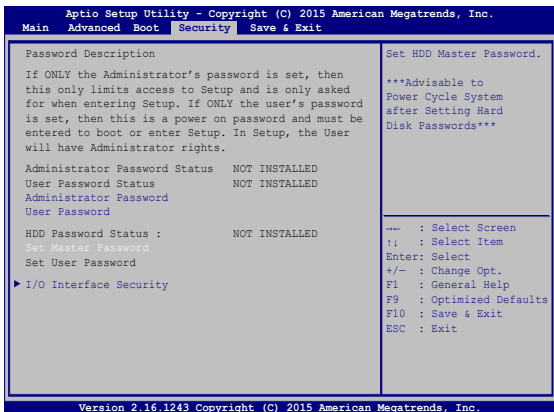 Aptio Setup Utility - Copyright (C) 2015 American Megatrends, Inc.
Main Advanced Boot Security Save & Exit
Password Description
If ONLY the Administrator's password is set, then
this only limits access to Setup and is only asked
for when entering Setup. If ONLY the user's password
is set, then this is a power on password and must be
entered to boot or enter Setup. In Setup, the User
will have Administrator rights.
Administrator Password Status NOT INSTALLED
User Password Status NOT INSTALLED
Administrator Password
User Password
HDD Password Status : NOT INSTALLED
Set Master Password
Set User Password
I/O Interface Security
Set HDD Master Password.
***Advisable to
Power Cycle System
after Setting Hard
Disk Passwords***
→← : Select Screen
↑↓ : Select Item
Enter: Select
+/– : Change Opt.
F1 : General Help
F9 : Optimized Defaults
F10 : Save & Exit
ESC : Exit
Version 2.16.1243 Copyright (C) 2015 American Megatrends, Inc.